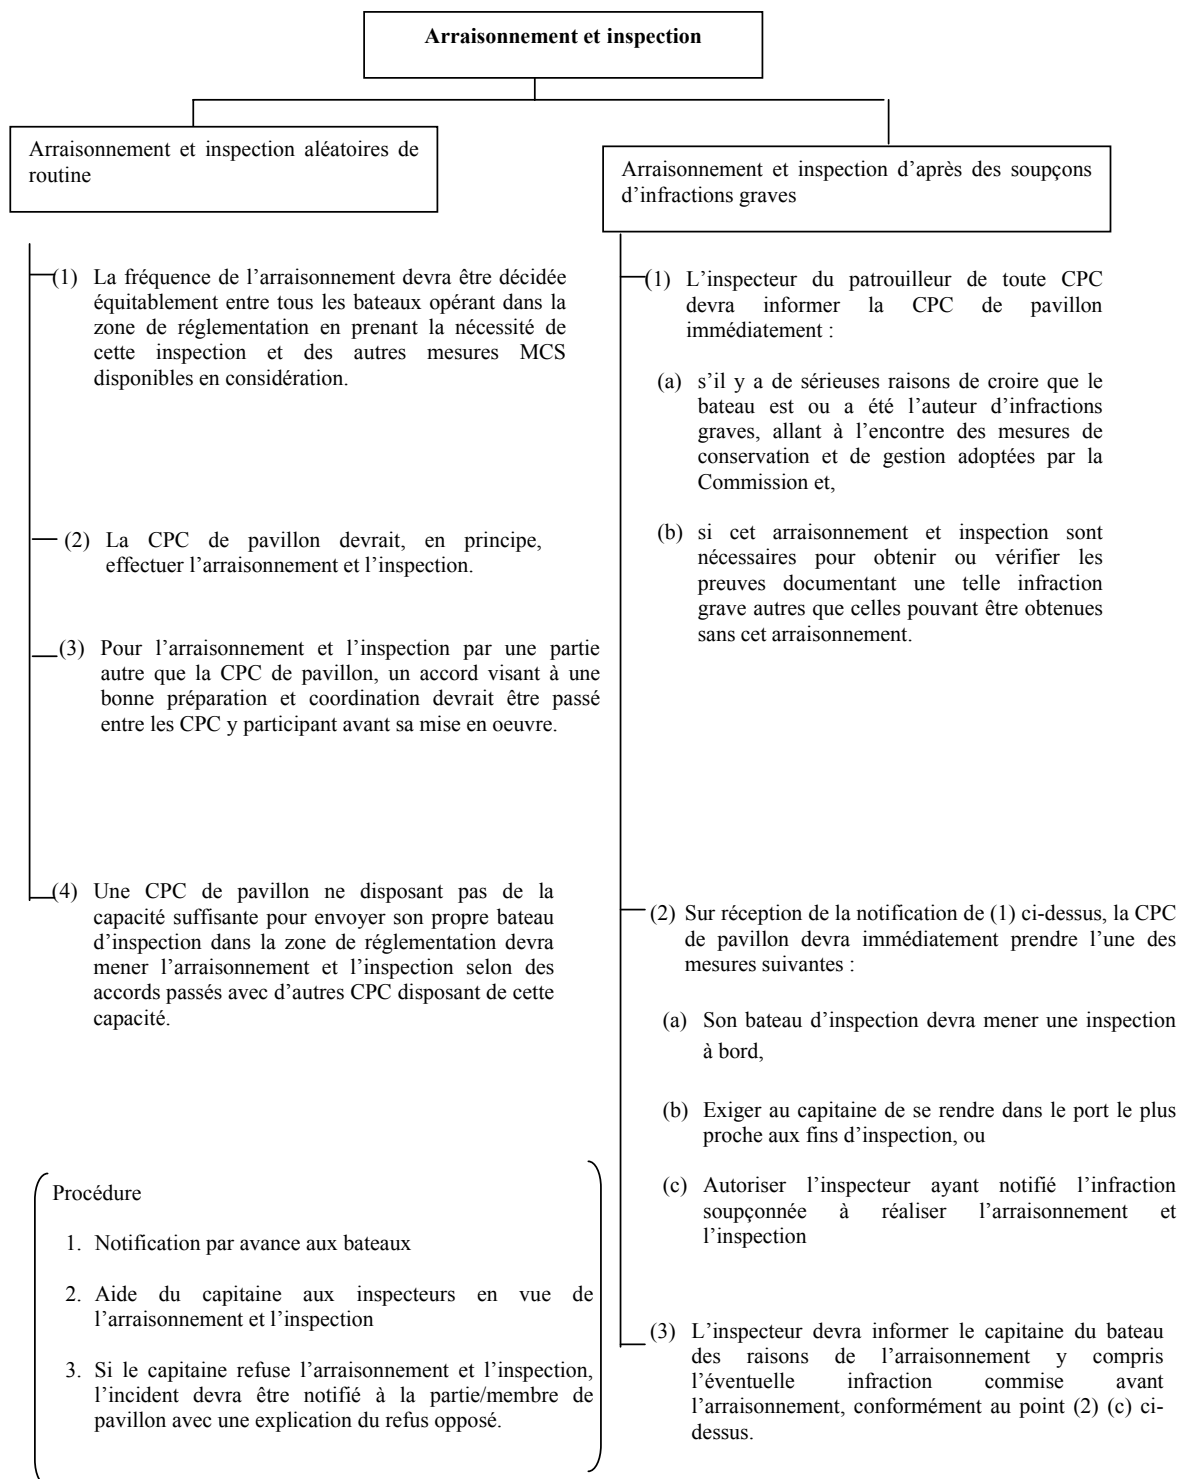 Arraisonnement et inspection
Arraisonnement et inspection aléatoires de
routine
(1) La fréquence de l'arraisonnement devra être décidée
équitablement entre tous les bateaux opérant dans la
zone de réglementation en prenant la nécessité de
cette inspection et des autres mesures MCS
disponibles en considération.
(2) La CPC de pavillon devrait, en principe,
effectuer l'arraisonnement et l'inspection.
(3) Pour l'arraisonnement et l'inspection par une partie
autre que la CPC de pavillon, un accord visant à une
bonne préparation et coordination devrait être passé
entre les CPC y participant avant sa mise en oeuvre.
(4) Une CPC de pavillon ne disposant pas de la
capacité suffisante pour envoyer son propre bateau
d'inspection dans la zone de réglementation devra
mener l'arraisonnement et l'inspection selon des
accords passés avec d'autres CPC disposant de cette
capacité.
Procédure
1. Notification par avance aux bateaux
2. Aide du capitaine aux inspecteurs en vue de
l'arraisonnement et l'inspection
3. Si le capitaine refuse l'arraisonnement et l'inspection,
l'incident devra être notifié à la partie/membre de
pavillon avec une explication du refus opposé.
Arraisonnement et inspection d'après des soupçons
d'infractions graves
(1) L'inspecteur du patrouilleur de toute CPC
devra informer la CPC de pavillon
immédiatement :
(a) s'il y a de sérieuses raisons de croire que le
bateau est ou a été l'auteur d'infractions
graves, allant à l'encontre des mesures de
conservation et de gestion adoptées par la
Commission et,
(b) si cet arraisonnement et inspection sont
nécessaires pour obtenir ou vérifier les
preuves documentant une telle infraction
grave autres que celles pouvant être obtenues
sans cet arraisonnement.
(2) Sur réception de la notification de (1) ci-dessus, la CPC
de pavillon devra immédiatement prendre l'une des
mesures suivantes :
(a) Son bateau d'inspection devra mener une inspection
à bord,
(b) Exiger au capitaine de se rendre dans le port le plus
proche aux fins d'inspection, ou
(c) Autoriser l'inspecteur ayant notifié l'infraction
soupçonnée à réaliser l'arraisonnement et
l'inspection
(3) L'inspecteur devra informer le capitaine du bateau
des raisons de l'arraisonnement y compris
l'éventuelle infraction commise avant
l'arraisonnement, conformément au point (2) (c) ci-
dessus.